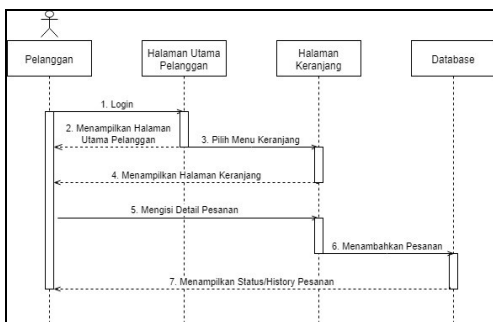 Pelanggan
Halaman Utama
Pelanggan
Halaman
Keranjang
Database
1. Login
2. Menampilkan Halaman
Utama Pelanggan
3. Pilih Menu Keranjang
4. Menampilkan Halaman Keranjang
5. Mengisi Detail Pesanan
6. Menambahkan Pesanan
7. Menampilkan Status/History Pesanan